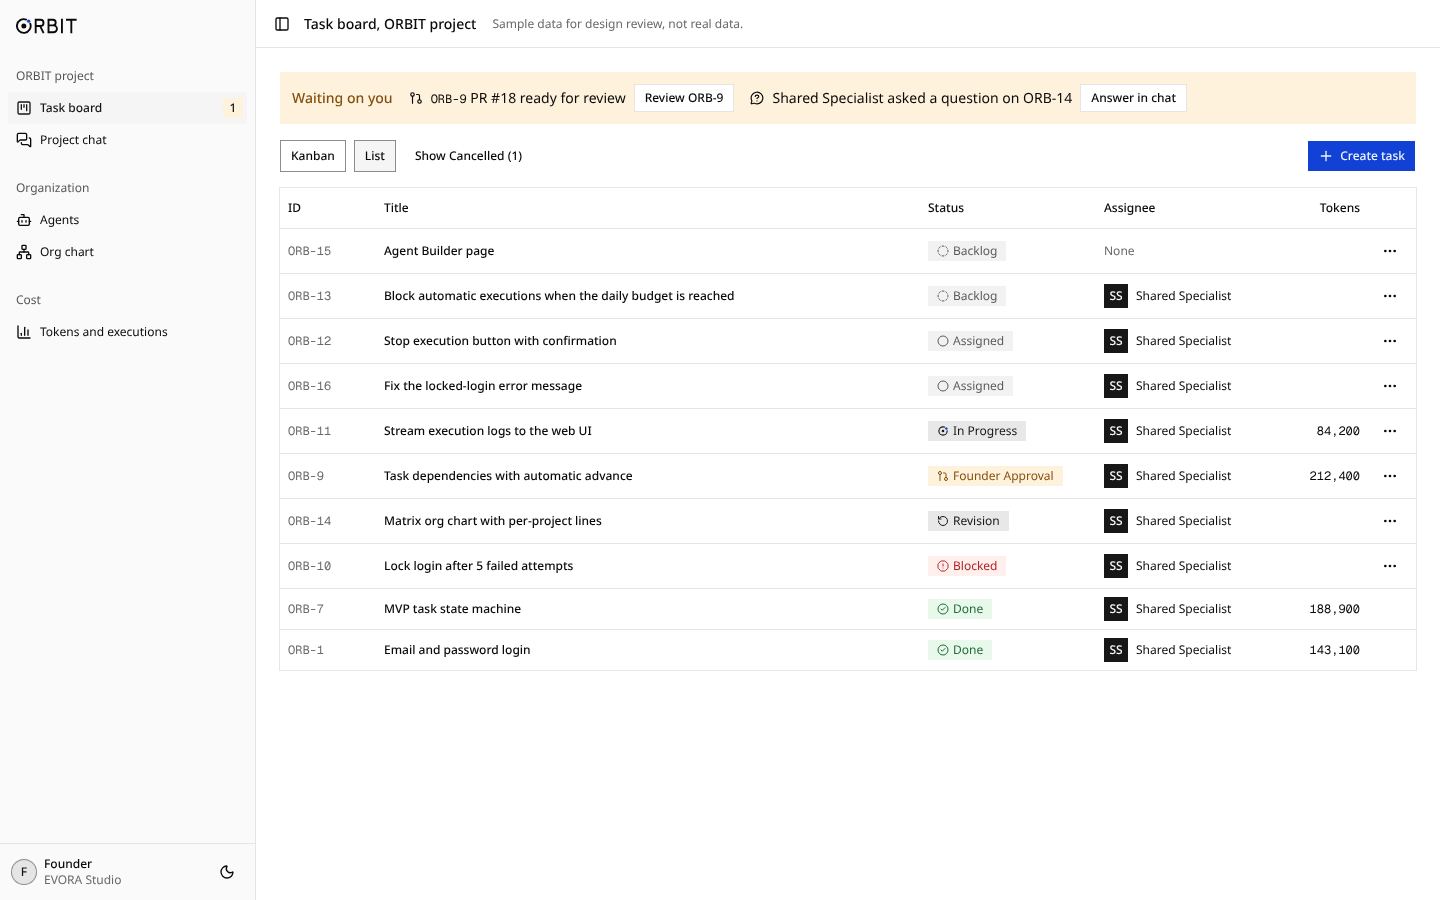 ORBIT
Task board, ORBIT project Sample data for design review, not real data.
ORBIT project
Task board 1
Project chat
Organization
Agents
Org chart
Cost
Tokens and executions
Founder
F
EVORA Studio
Waiting on you ORB-9 PR #18 ready for review Review ORB-9 Shared Specialist asked a question on ORB-14 Answer in chat
Kanban List Show Cancelled (1) Create task
ID Title Status Assignee Tokens
ORB-15 Agent Builder page Backlog None
ORB-13 Block automatic executions when the daily budget is reached Backlog SS Shared Specialist
ORB-12 Stop execution button with confirmation Assigned SS Shared Specialist
ORB-16 Fix the locked-login error message Assigned SS Shared Specialist
ORB-11 Stream execution logs to the web UI In Progress SS Shared Specialist 84,200
ORB-9 Task dependencies with automatic advance Founder Approval SS Shared Specialist 212,400
ORB-14 Matrix org chart with per-project lines Revision SS Shared Specialist
ORB-10 Lock login after 5 failed attempts Blocked SS Shared Specialist
ORB-7 MVP task state machine Done SS Shared Specialist 188,900
ORB-1 Email and password login Done SS Shared Specialist 143,100